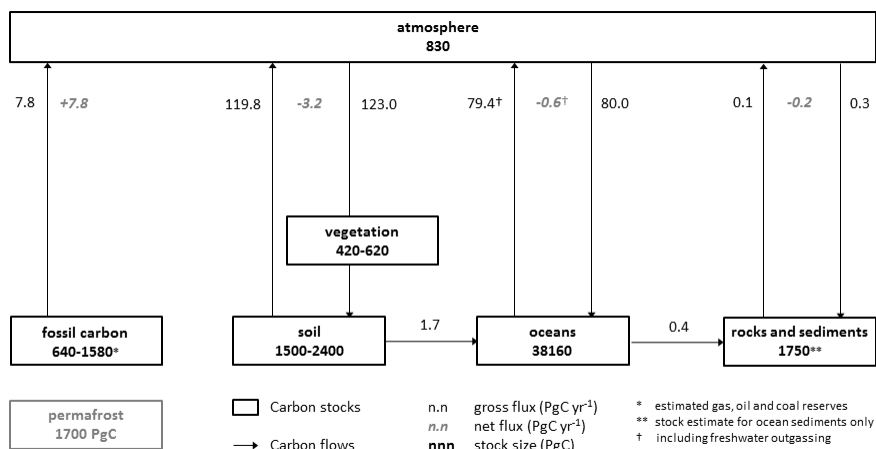 atmosphere
830
7.8
+7.8
119.8
-3.2
123.0
79.4†
-0.6†
80.0
0.1
-0.2
0.3
vegetation
420-620
fossil carbon
640-1580*
soil
1500-2400
1.7
oceans
38160
0.4
rocks and sediments
1750**
permafrost
1700 PgC
Carbon stocks
Carbon flows
n.n gross flux (PgC yr-1)
n.n net flux (PgC yr-1)
nnn stock size (PgC)
* estimated gas, oil and coal reserves
** stock estimate for ocean sediments only
† including freshwater outgassing